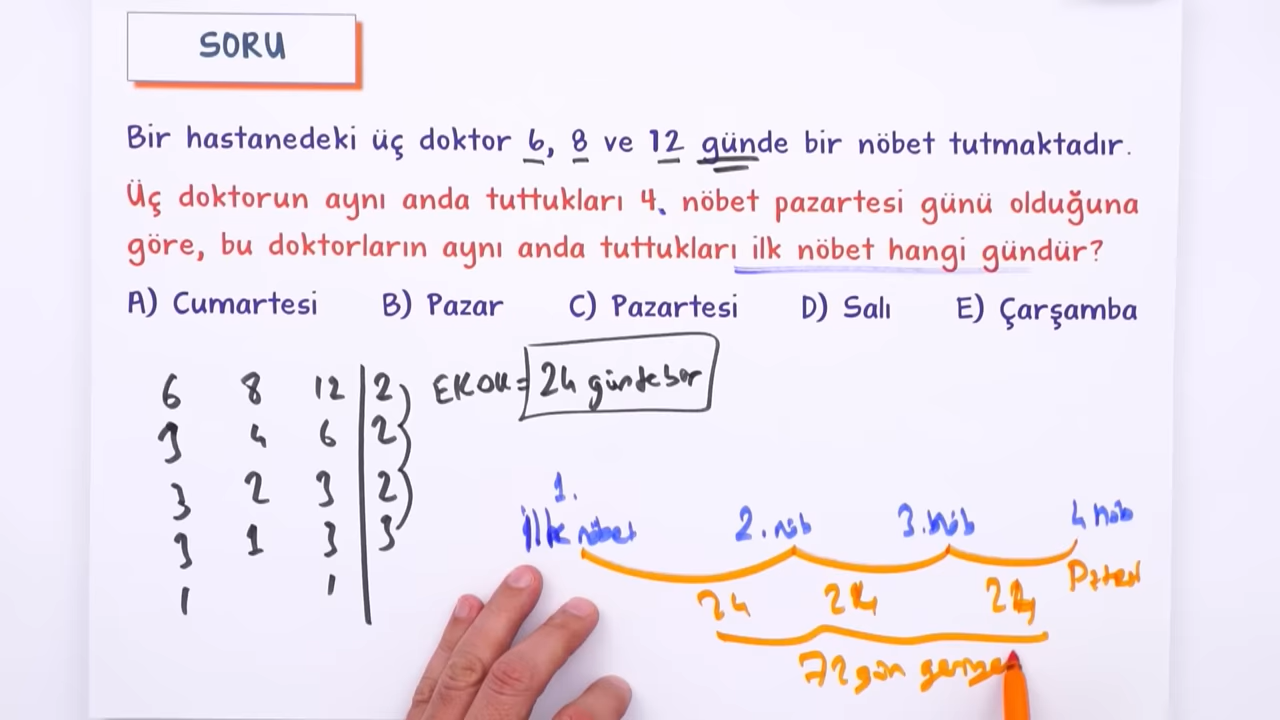 SORU
Bir hastanedeki üç doktor 6, 8 ve 12 günde bir nöbet tutmaktadır.
Üç doktorun aynı anda tuttukları 4. nöbet pazartesi günü olduğuna
göre, bu doktorların aynı anda tuttukları ilk nöbet hangi gündür?
A) Cumartesi B) Pazar C) Pazartesi D) Salı E) Çarşamba
6 8 12 2
3 4 6 2
3 2 3 2
3 1 3 3
1 1
EKOK = 24 günde bir
1.
ilk nöbet 2. nöb 3. nöb 4 nöb
Pztesi
24 24 24
72 gün